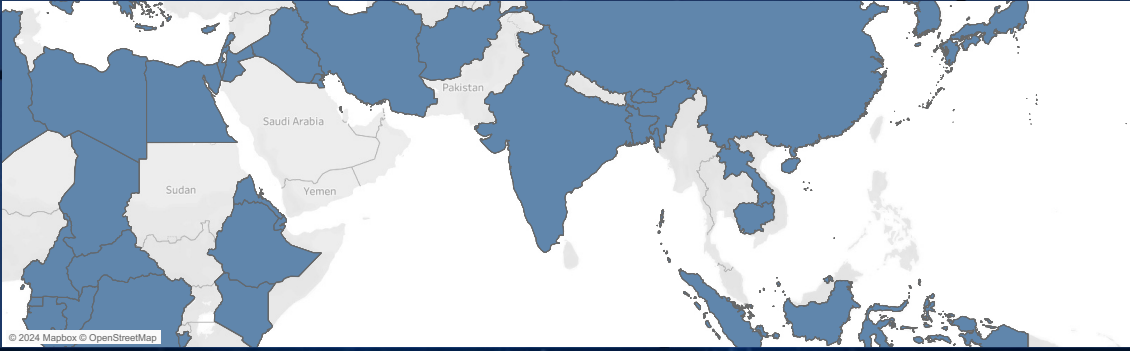 Pakistan
Saudi Arabia
Sudan
Yemen
© 2024 Mapbox © OpenStreetMap